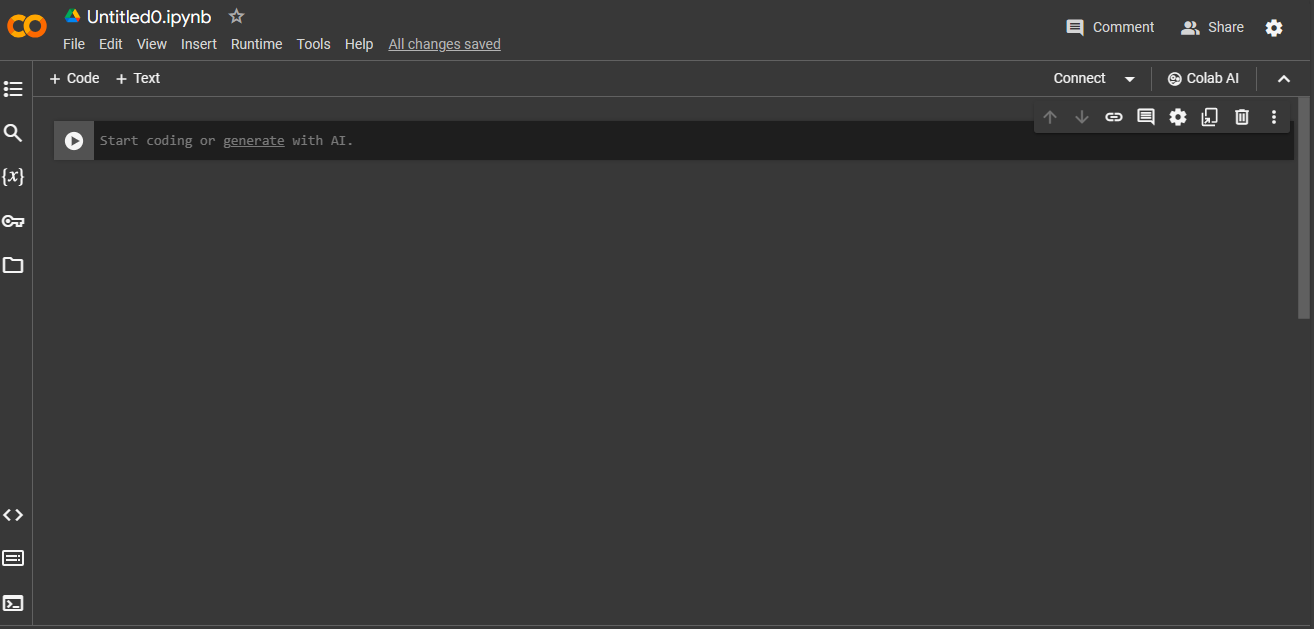 Untitled0.ipynb
File Edit View Insert Runtime Tools Help All changes saved
Comment Share
+ Code + Text
Connect Colab AI
Start coding or generate with AI.
{x}